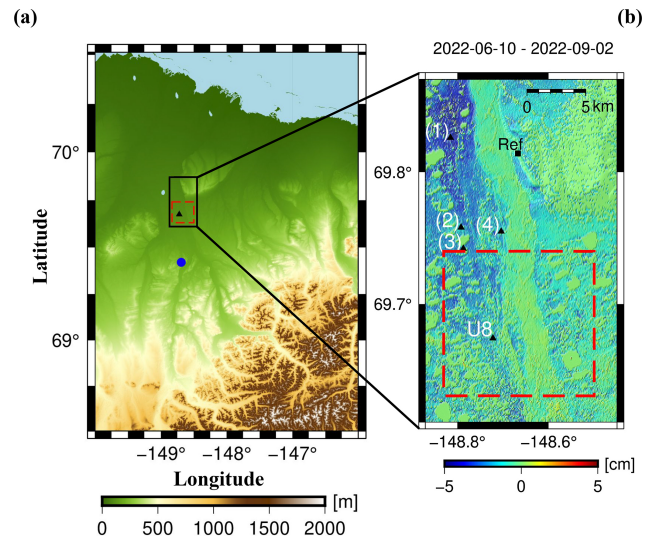 (a)
(b)
2022-06-10 - 2022-09-02
0 5
km
(1)
Ref
70°
69.8°
(2)
(4)
(3)
Latitude
69.7°
U8
69°
−149° −148° −147°
−148.8° −148.6°
Longitude
[cm]
−5 0 5
[m]
0 500 1000 1500 2000